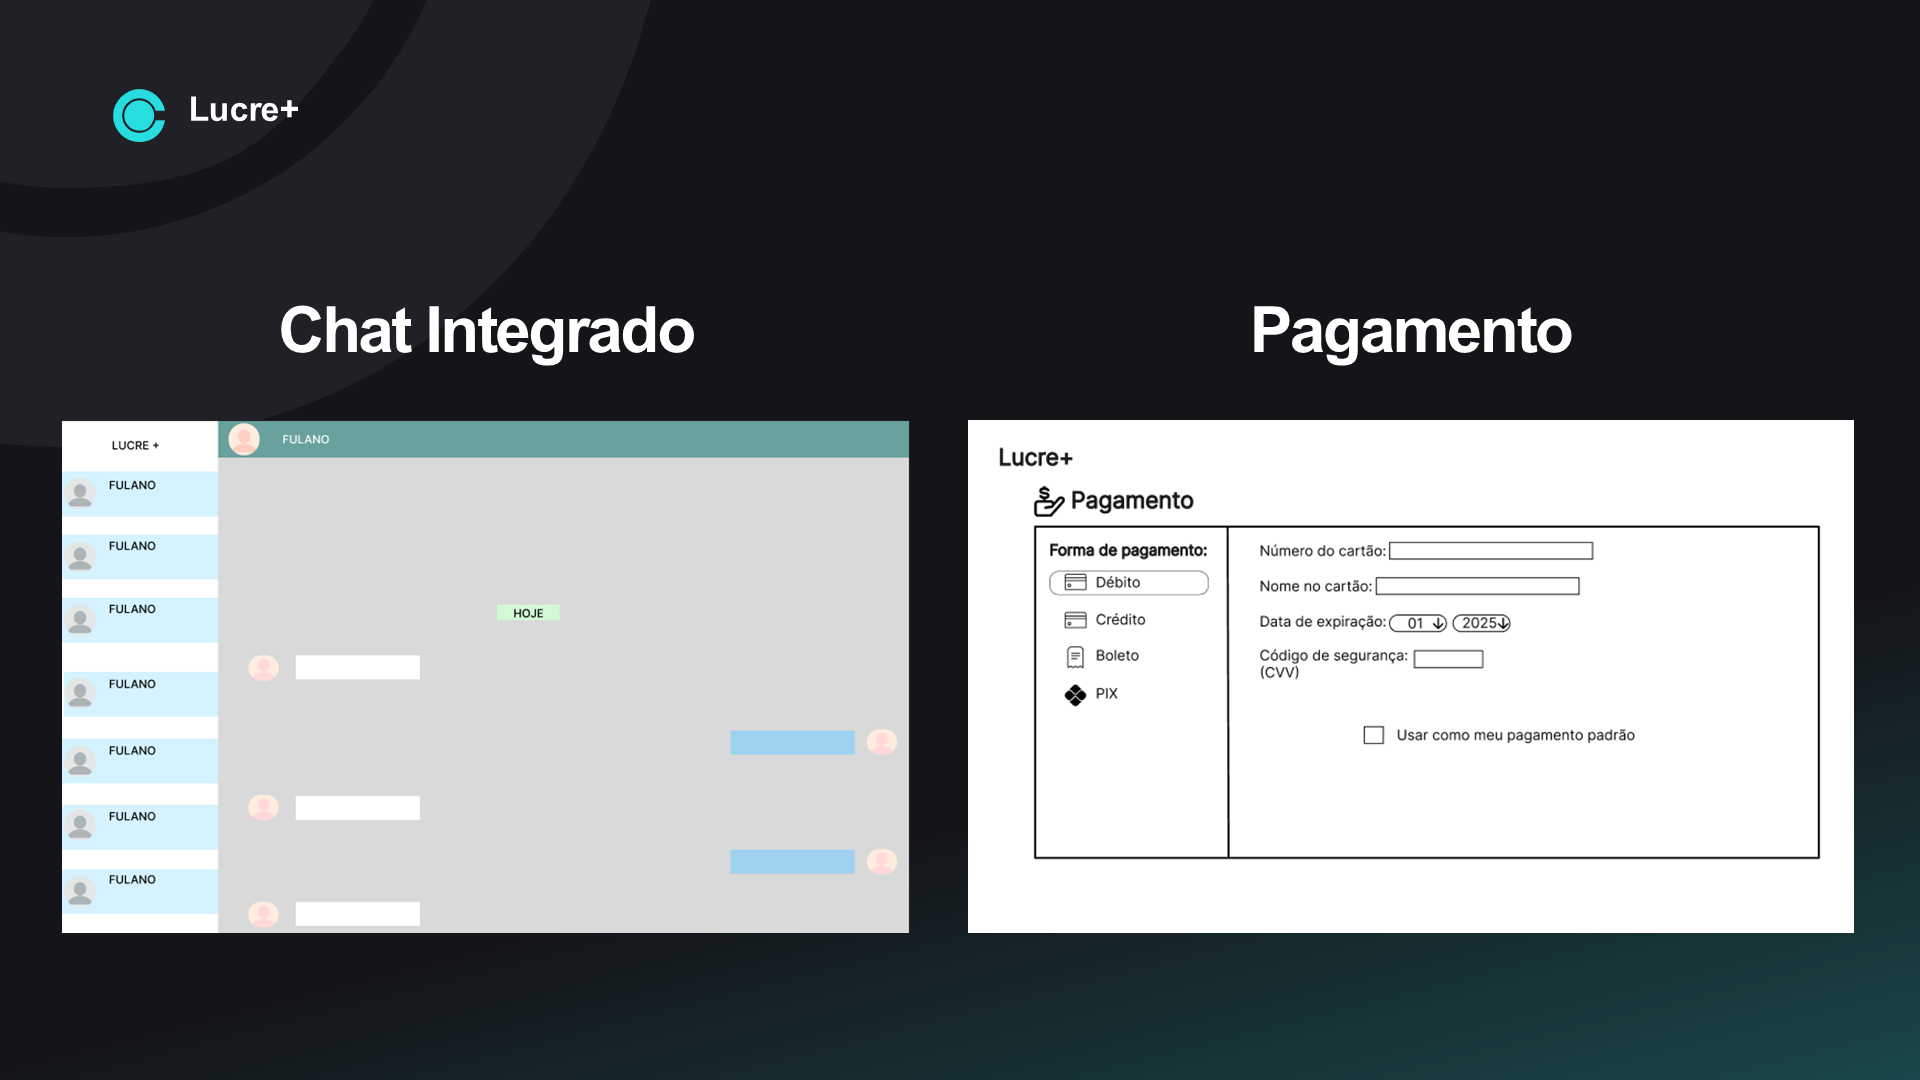 Lucre+
Chat Integrado
Pagamento
LUCRE +
FULANO
FULANO
FULANO
FULANO
FULANO
FULANO
FULANO
FULANO
HOJE
Lucre+
Pagamento
Forma de pagamento:
Débito
Crédito
Boleto
PIX
Número do cartão:
Nome no cartão:
Data de expiração: 01 2025
Código de segurança:
(CVV)
Usar como meu pagamento padrão